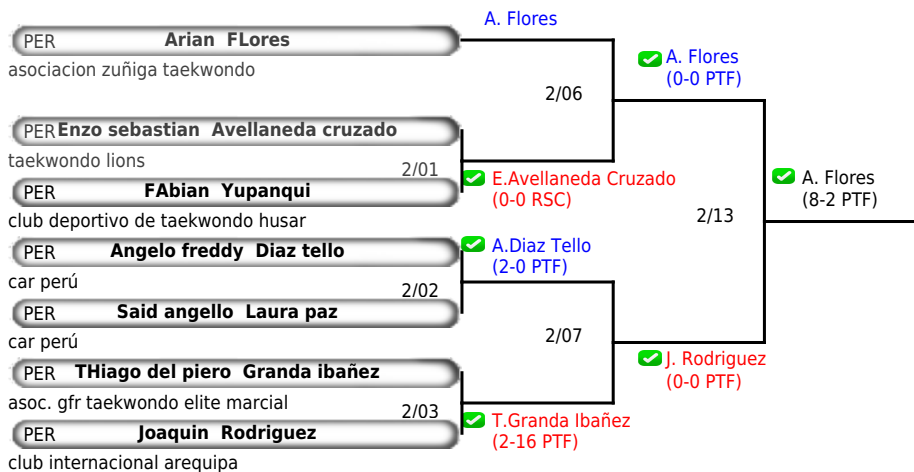 A. Flores
PER Arian FLores
asociacion zuñiga taekwondo
A. Flores
(0-0 PTF)
2/06
PER Enzo sebastian Avellaneda cruzado
taekwondo lions
2/01
E.Avellaneda Cruzado
(0-0 RSC)
PER FAbian Yupanqui
club deportivo de taekwondo husar
A. Flores
(8-2 PTF)
2/13
PER Angelo freddy Diaz tello
car perú
A.Diaz Tello
(2-0 PTF)
2/02
PER Said angello Laura paz
car perú
2/07
PER THiago del piero Granda ibañez
asoc. gfr taekwondo elite marcial
J. Rodriguez
(0-0 PTF)
2/03
T.Granda Ibañez
(2-16 PTF)
PER Joaquin Rodriguez
club internacional arequipa